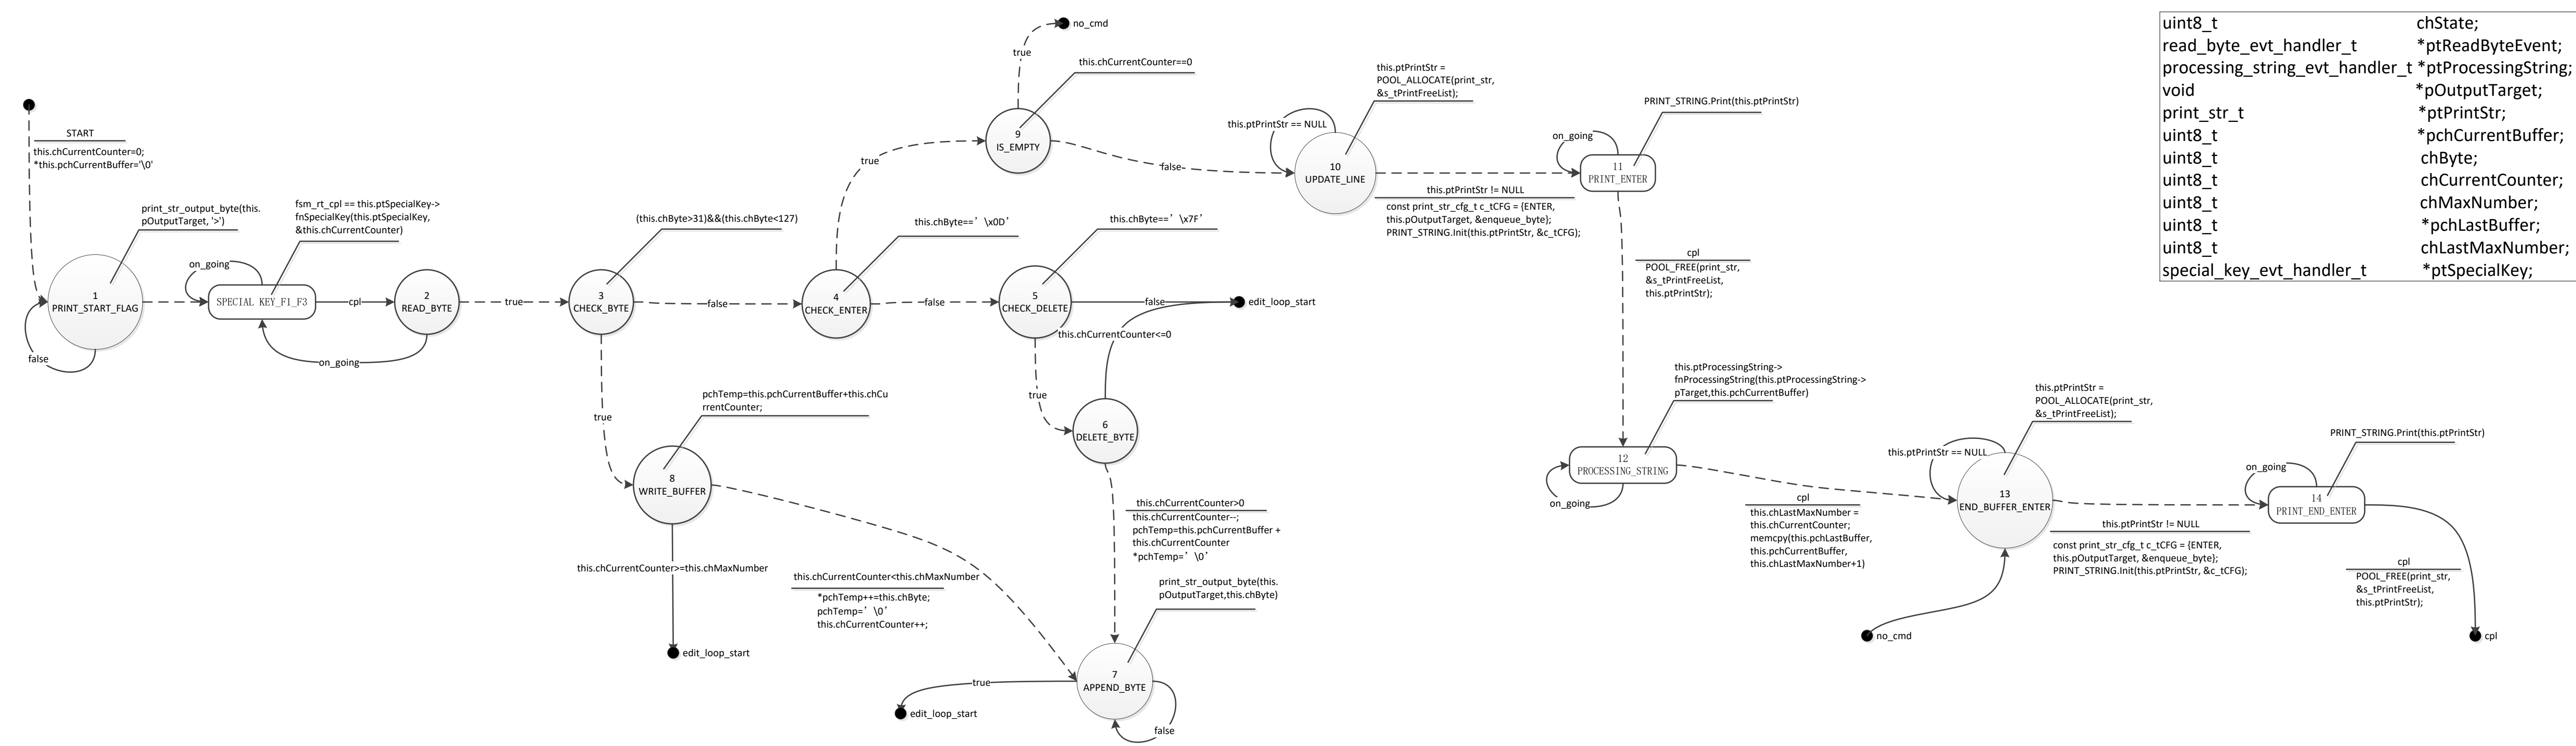 START
this.chCurrentCounter=0;
*this.pchCurrentBuffer='\0'
print_str_output_byte(this.
pOutputTarget, '>')
1
PRINT_START_FLAG
false
fsm_rt_cpl == this.ptSpecialKey->
fnSpecialKey(this.ptSpecialKey,
&this.chCurrentCounter)
on_going
SPECIAL KEY_F1_F3
cpl
2
READ_BYTE
on_going
true
(this.chByte>31)&&(this.chByte<127)
3
CHECK_BYTE
false
true
this.chByte==’ \x0D’
4
CHECK_ENTER
true
false
this.chByte==’ \x7F’
5
CHECK_DELETE
false
edit_loop_start
this.chCurrentCounter<=0
true
6
DELETE_BYTE
this.chCurrentCounter>0
this.chCurrentCounter--;
pchTemp=this.pchCurrentBuffer +
this.chCurrentCounter
*pchTemp=’ \0’
pchTemp=this.pchCurrentBuffer+this.chCu
rrentCounter;
8
WRITE_BUFFER
this.chCurrentCounter>=this.chMaxNumber
edit_loop_start
this.chCurrentCounter<this.chMaxNumber
*pchTemp++=this.chByte;
pchTemp=’ \0’
this.chCurrentCounter++;
print_str_output_byte(this.
pOutputTarget,this.chByte)
7
APPEND_BYTE
true
edit_loop_start
false
no_cmd
true
this.chCurrentCounter==0
9
IS_EMPTY
false
this.ptPrintStr =
POOL_ALLOCATE(print_str,
&s_tPrintFreeList);
this.ptPrintStr == NULL
10
UPDATE_LINE
this.ptPrintStr != NULL
const print_str_cfg_t c_tCFG = {ENTER,
this.pOutputTarget, &enqueue_byte};
PRINT_STRING.Init(this.ptPrintStr, &c_tCFG);
PRINT_STRING.Print(this.ptPrintStr)
on_going
11
PRINT_ENTER
cpl
POOL_FREE(print_str,
&s_tPrintFreeList,
this.ptPrintStr);
this.ptProcessingString->
fnProcessingString(this.ptProcessingString->
pTarget,this.pchCurrentBuffer)
12
PROCESSING_STRING
on_going
cpl
this.chLastMaxNumber =
this.chCurrentCounter;
memcpy(this.pchLastBuffer,
this.pchCurrentBuffer,
this.chLastMaxNumber+1)
this.ptPrintStr =
POOL_ALLOCATE(print_str,
&s_tPrintFreeList);
this.ptPrintStr == NULL
13
END_BUFFER_ENTER
no_cmd
this.ptPrintStr != NULL
const print_str_cfg_t c_tCFG = {ENTER,
this.pOutputTarget, &enqueue_byte};
PRINT_STRING.Init(this.ptPrintStr, &c_tCFG);
PRINT_STRING.Print(this.ptPrintStr)
on_going
14
PRINT_END_ENTER
cpl
POOL_FREE(print_str,
&s_tPrintFreeList,
this.ptPrintStr);
cpl
uint8_t chState;
read_byte_evt_handler_t *ptReadByteEvent;
processing_string_evt_handler_t *ptProcessingString;
void *pOutputTarget;
print_str_t *ptPrintStr;
uint8_t *pchCurrentBuffer;
uint8_t chByte;
uint8_t chCurrentCounter;
uint8_t chMaxNumber;
uint8_t *pchLastBuffer;
uint8_t chLastMaxNumber;
special_key_evt_handler_t *ptSpecialKey;